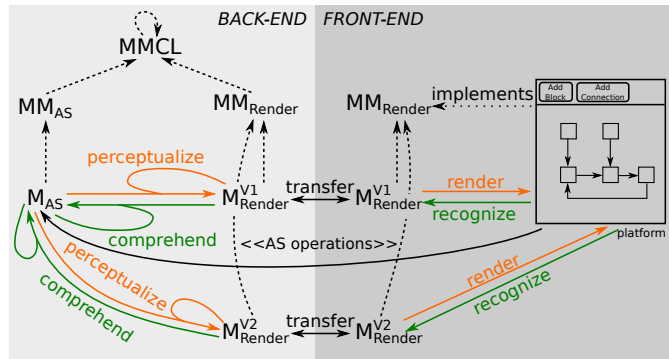 BACK-END FRONT-END
MMCL
MM_AS MM_Render MM_Render implements
Add Block
Add Connection
perceptualize
M_AS M^V1_Render transfer M^V1_Render render
recognize
comprehend
<<AS operations>>
platform
perceptualize
comprehend
render
recognize
M^V2_Render transfer M^V2_Render